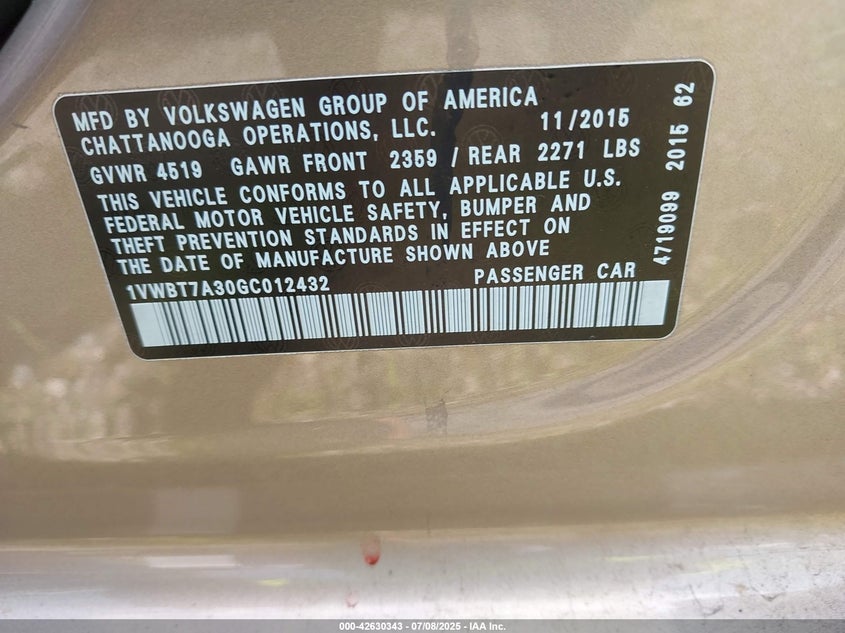 MFD BY VOLKSWAGEN GROUP OF AMERICA
CHATTANOOGA OPERATIONS, LLC. 11/2015
GVWR 4519 GAWR FRONT 2359 / REAR 2271 LBS
THIS VEHICLE CONFORMS TO ALL APPLICABLE U.S.
FEDERAL MOTOR VEHICLE SAFETY, BUMPER AND
THEFT PREVENTION STANDARDS IN EFFECT ON
THE DATE OF MANUFACTURE SHOWN ABOVE
1VWBT7A30GC012432 PASSENGER CAR
4719099 2015 62
000-42630343 - 07/08/2025 - IAA Inc.